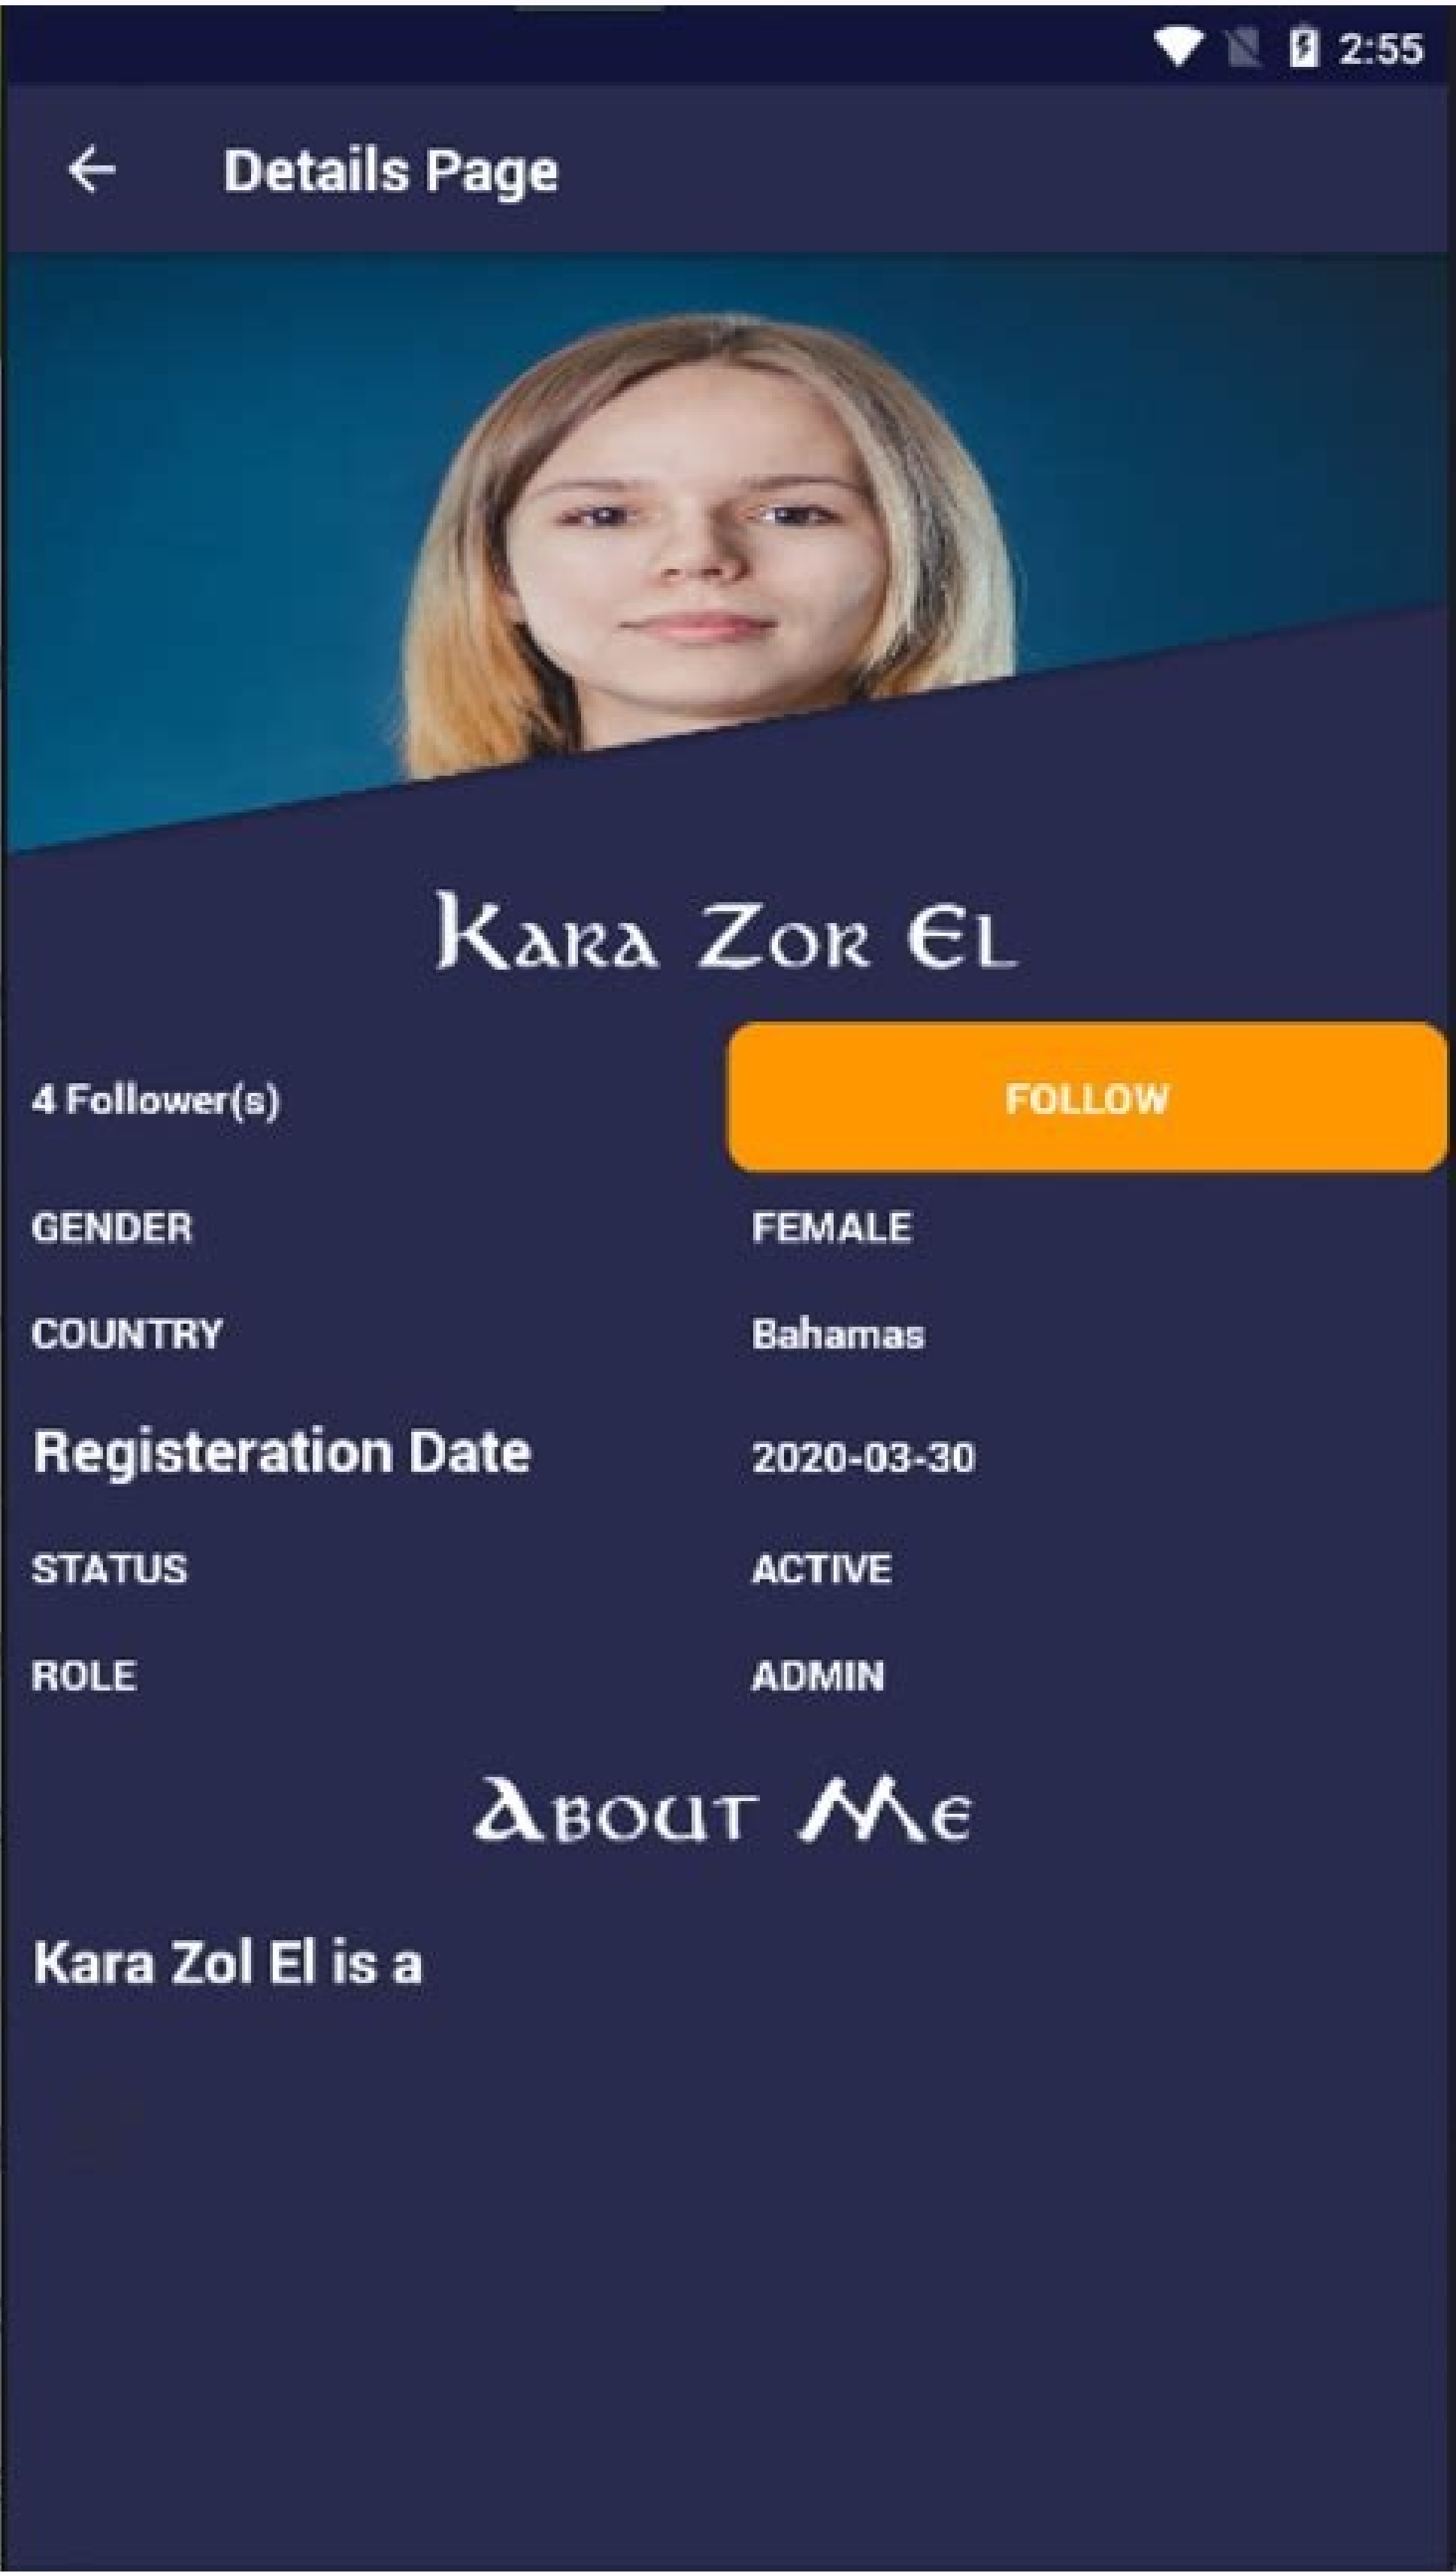 2:55
Details Page
Kara Zor El
4 Follower(s) FOLLOW
GENDER FEMALE
COUNTRY Bahamas
Registeration Date 2020-03-30
STATUS ACTIVE
ROLE ADMIN
About Me
Kara Zol El is a